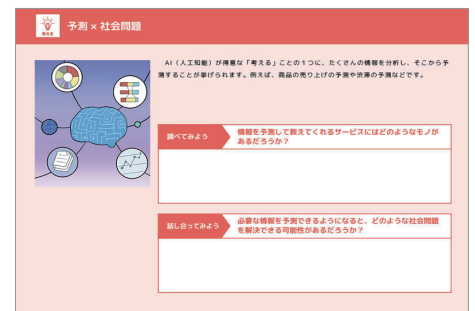 考える
予測 × 社会問題
AI（人工知能）が得意な「考える」ことの1つに、たくさんの情報を分析し、そこから予
測することが挙げられます。例えば、商品の売り上げの予測や渋滞の予測などです。
調べてみよう
情報を予測して教えてくれるサービスにはどのようなモノが
あるだろうか？
話し合ってみよう
必要な情報を予測できるようになると、どのような社会問題
を解決できる可能性があるだろうか？